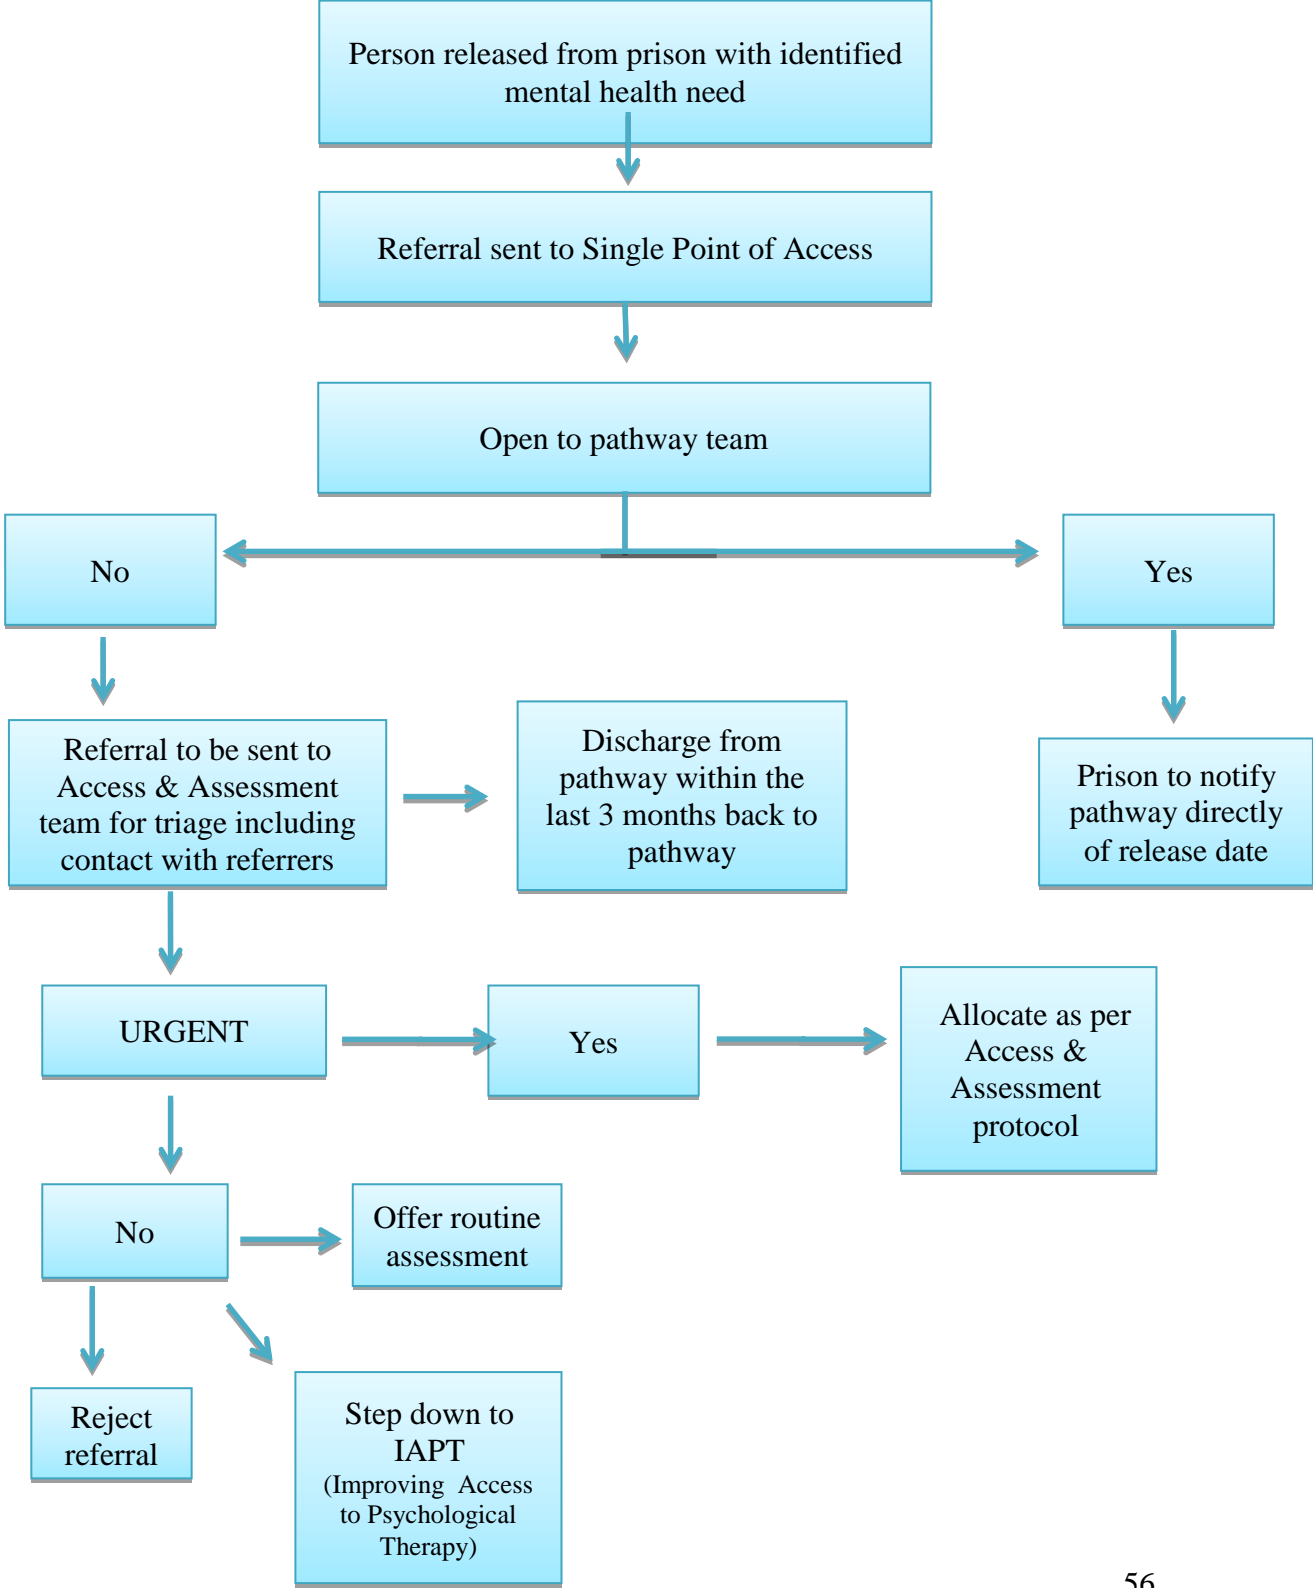 Person released from prison with identified
mental health need
Referral sent to Single Point of Access
Open to pathway team
No
Yes
Referral to be sent to
Access & Assessment
team for triage including
contact with referrers
Discharge from
pathway within the
last 3 months back to
pathway
Prison to notify
pathway directly
of release date
URGENT
Yes
Allocate as per
Access &
Assessment
protocol
No
Offer routine
assessment
Reject
referral
Step down to
IAPT
(Improving Access
to Psychological
Therapy)
56